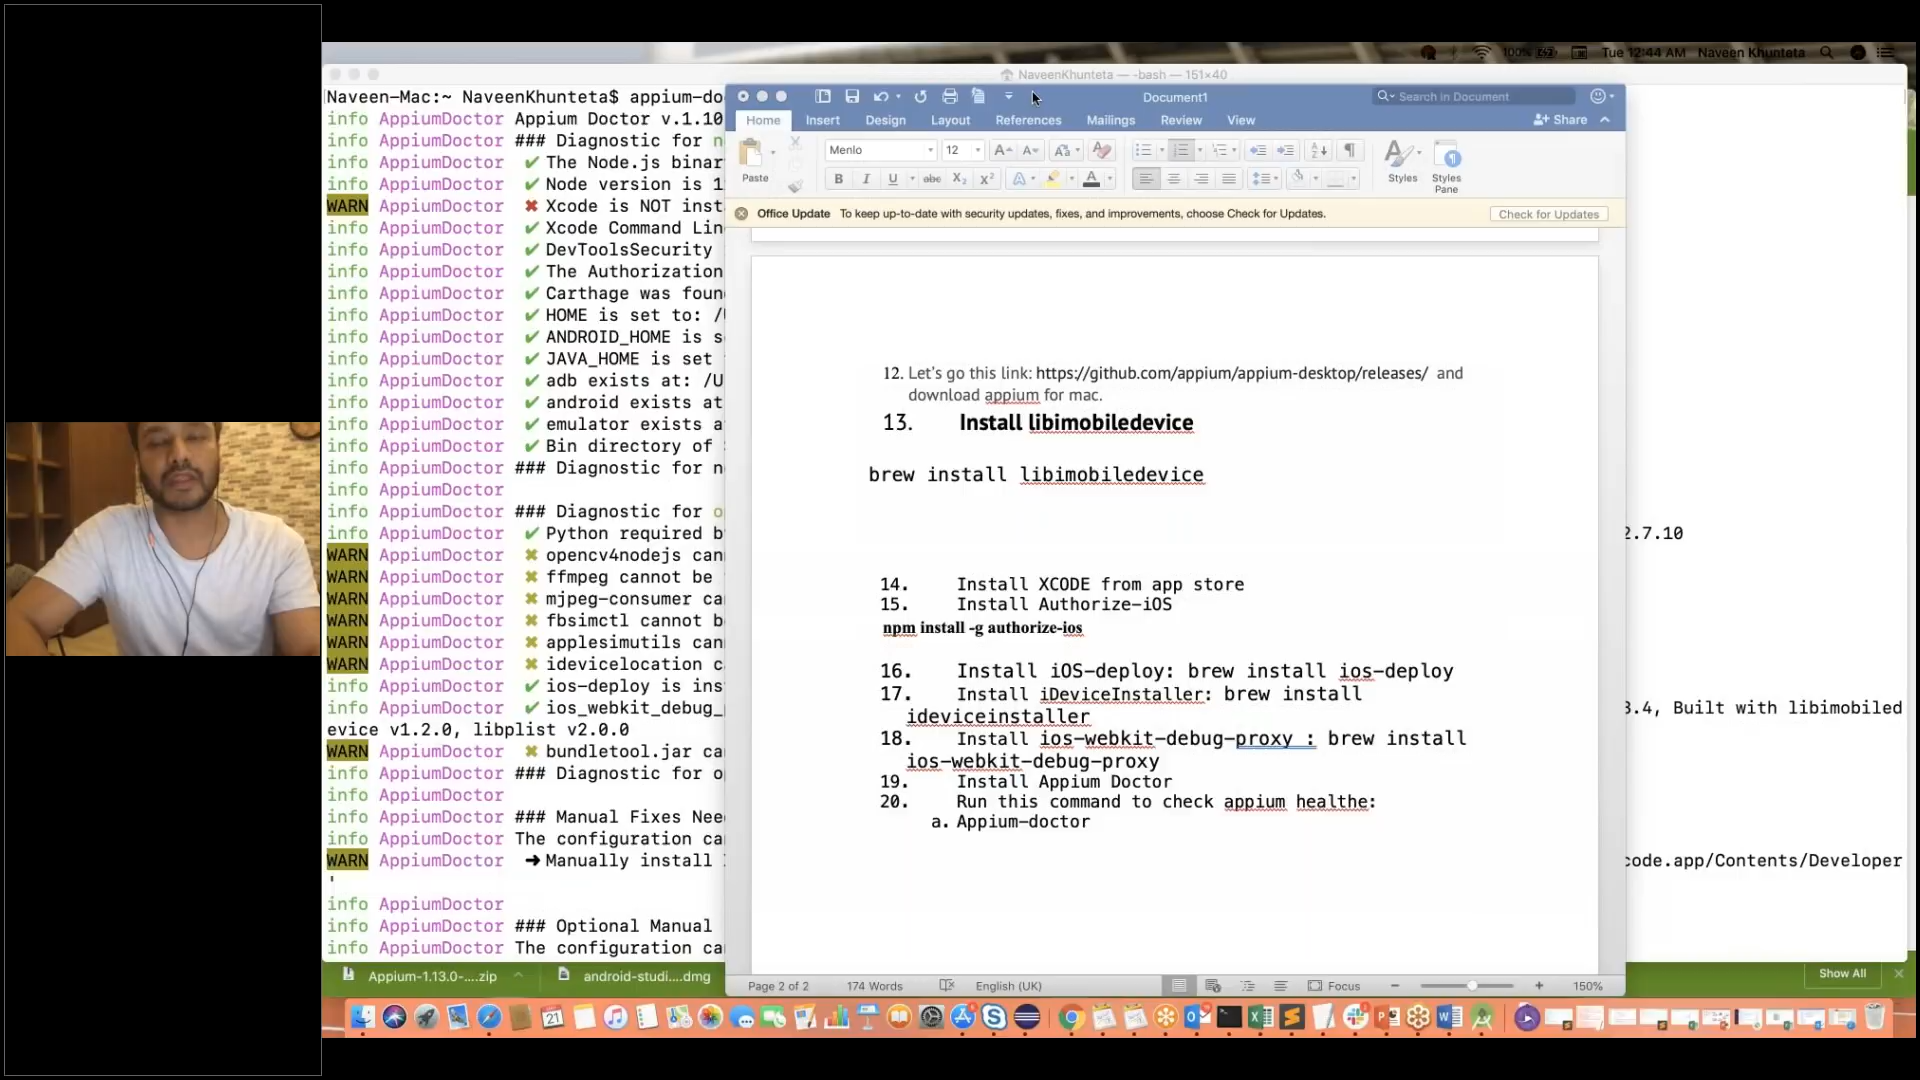 100%
Tue 12:44 AM
Naveen Khunteta
NaveenKhunteta — -bash — 151×40
Naveen-Mac:~ NaveenKhunteta$ appium-do
info AppiumDoctor Appium Doctor v.1.10
info AppiumDoctor ### Diagnostic for n
info AppiumDoctor ✔ The Node.js binar
info AppiumDoctor ✔ Node version is 1
WARN AppiumDoctor ✖ Xcode is NOT inst
info AppiumDoctor ✔ Xcode Command Lin
info AppiumDoctor ✔ DevToolsSecurity
info AppiumDoctor ✔ The Authorization
info AppiumDoctor ✔ Carthage was foun
info AppiumDoctor ✔ HOME is set to: /
info AppiumDoctor ✔ ANDROID_HOME is s
info AppiumDoctor ✔ JAVA_HOME is set
info AppiumDoctor ✔ adb exists at: /U
info AppiumDoctor ✔ android exists at
info AppiumDoctor ✔ emulator exists a
info AppiumDoctor ✔ Bin directory of
info AppiumDoctor ### Diagnostic for n
info AppiumDoctor
info AppiumDoctor ### Diagnostic for o
info AppiumDoctor ✔ Python required b
2.7.10
WARN AppiumDoctor ✖ opencv4nodejs can
WARN AppiumDoctor ✖ ffmpeg cannot be
WARN AppiumDoctor ✖ mjpeg-consumer ca
WARN AppiumDoctor ✖ fbsimctl cannot b
WARN AppiumDoctor ✖ applesimutils can
WARN AppiumDoctor ✖ idevicelocation c
info AppiumDoctor ✔ ios-deploy is ins
info AppiumDoctor ✔ ios_webkit_debug_
3.4, Built with libimobiled
evice v1.2.0, libplist v2.0.0
WARN AppiumDoctor ✖ bundletool.jar ca
info AppiumDoctor ### Diagnostic for o
info AppiumDoctor
info AppiumDoctor ### Manual Fixes Nee
info AppiumDoctor The configuration ca
WARN AppiumDoctor ➜ Manually install
code.app/Contents/Developer
'
info AppiumDoctor
info AppiumDoctor ### Optional Manual
info AppiumDoctor The configuration ca
Document1
Search in Document
Home Insert Design Layout References Mailings Review View
Share
Paste
Menlo
12
Styles
Styles Pane
Office Update To keep up-to-date with security updates, fixes, and improvements, choose Check for Updates.
Check for Updates
12. Let's go this link: https://github.com/appium/appium-desktop/releases/ and
download appium for mac.
13. Install libimobiledevice
brew install libimobiledevice
14. Install XCODE from app store
15. Install Authorize-iOS
npm install -g authorize-ios
16. Install iOS-deploy: brew install ios-deploy
17. Install iDeviceInstaller: brew install
ideviceinstaller
18. Install ios-webkit-debug-proxy : brew install
ios-webkit-debug-proxy
19. Install Appium Doctor
20. Run this command to check appium healthe:
a. Appium-doctor
Page 2 of 2
174 Words
English (UK)
Focus
150%
Appium-1.13.0-....zip
android-studi....dmg
Show All
21